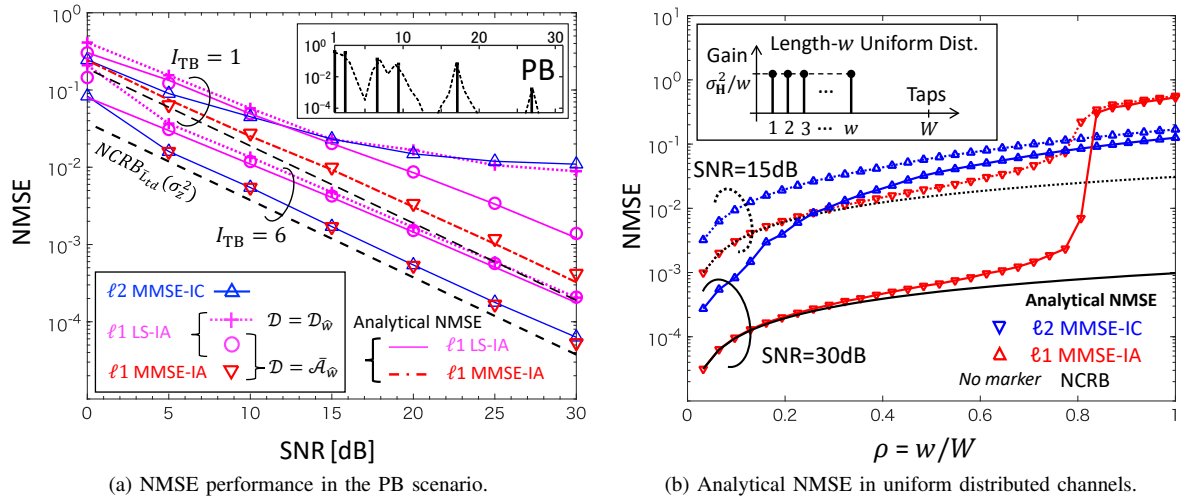 10^0
10^-1
10^-2
10^-3
10^-4
NMSE
0 5 10 15 20 25 30
SNR [dB]
I_TB = 1
I_TB = 6
NCRB_{L_td}(σ_z^2)
1 10 20 30
10^0
10^-2
10^-4
PB
ℓ2 MMSE-IC
ℓ1 LS-IA
ℓ1 MMSE-IA
𝒟 = 𝒟_ŵ
𝒟 = 𝒜̄_ŵ
Analytical NMSE
ℓ1 LS-IA
ℓ1 MMSE-IA
(a) NMSE performance in the PB scenario.
10^2
10^1
10^0
10^-1
10^-2
10^-3
10^-4
NMSE
0 0.2 0.4 0.6 0.8 1
ρ = w/W
Length-w Uniform Dist.
Gain
σ_H^2/w
Taps
1 2 3 ⋯ w
W
...
SNR=15dB
SNR=30dB
Analytical NMSE
ℓ2 MMSE-IC
ℓ1 MMSE-IA
No marker NCRB
(b) Analytical NMSE in uniform distributed channels.